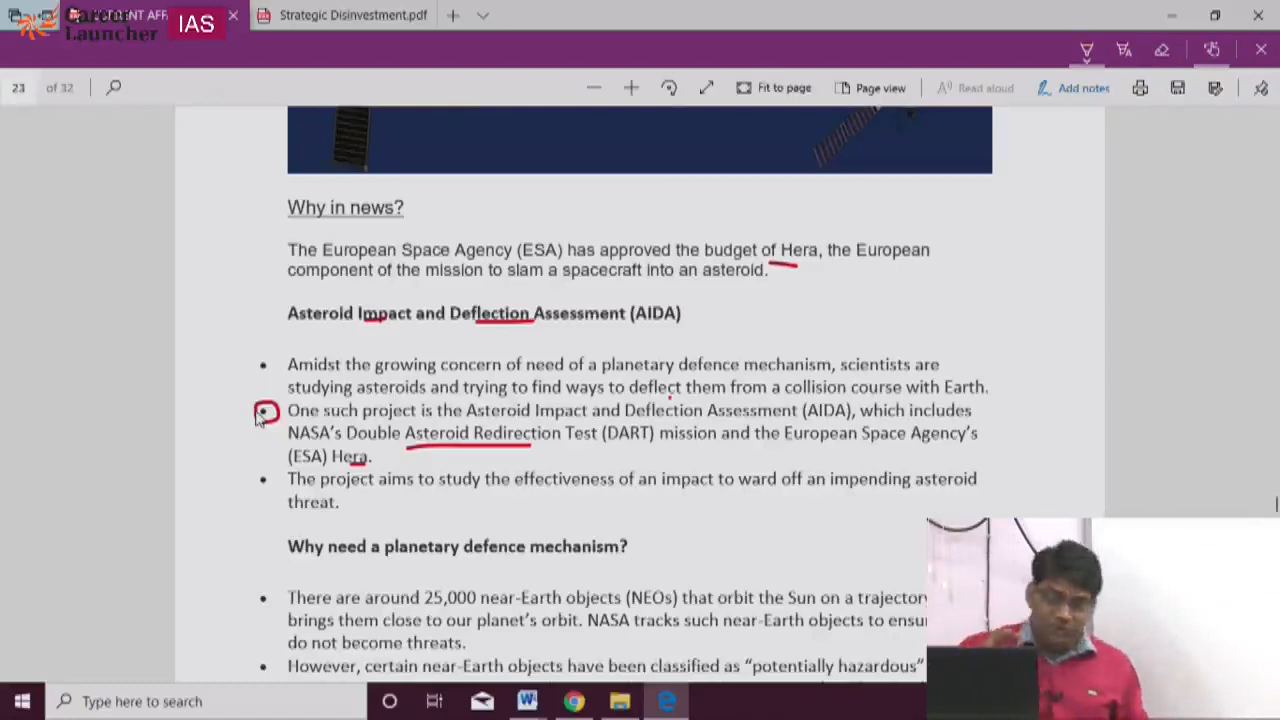 Career
Launcher
IAS
Strategic Disinvestment.pdf
23 of 32
Fit to page
Page view
Read aloud
Add notes
Why in news?
The European Space Agency (ESA) has approved the budget of Hera, the European
component of the mission to slam a spacecraft into an asteroid.
Asteroid Impact and Deflection Assessment (AIDA)
• Amidst the growing concern of need of a planetary defence mechanism, scientists are
studying asteroids and trying to find ways to deflect them from a collision course with Earth.
• One such project is the Asteroid Impact and Deflection Assessment (AIDA), which includes
NASA's Double Asteroid Redirection Test (DART) mission and the European Space Agency's
(ESA) Hera.
• The project aims to study the effectiveness of an impact to ward off an impending asteroid
threat.
Why need a planetary defence mechanism?
• There are around 25,000 near-Earth objects (NEOs) that orbit the Sun on a trajectory
brings them close to our planet's orbit. NASA tracks such near-Earth objects to ensu
do not become threats.
• However, certain near-Earth objects have been classified as "potentially hazardous"
Type here to search